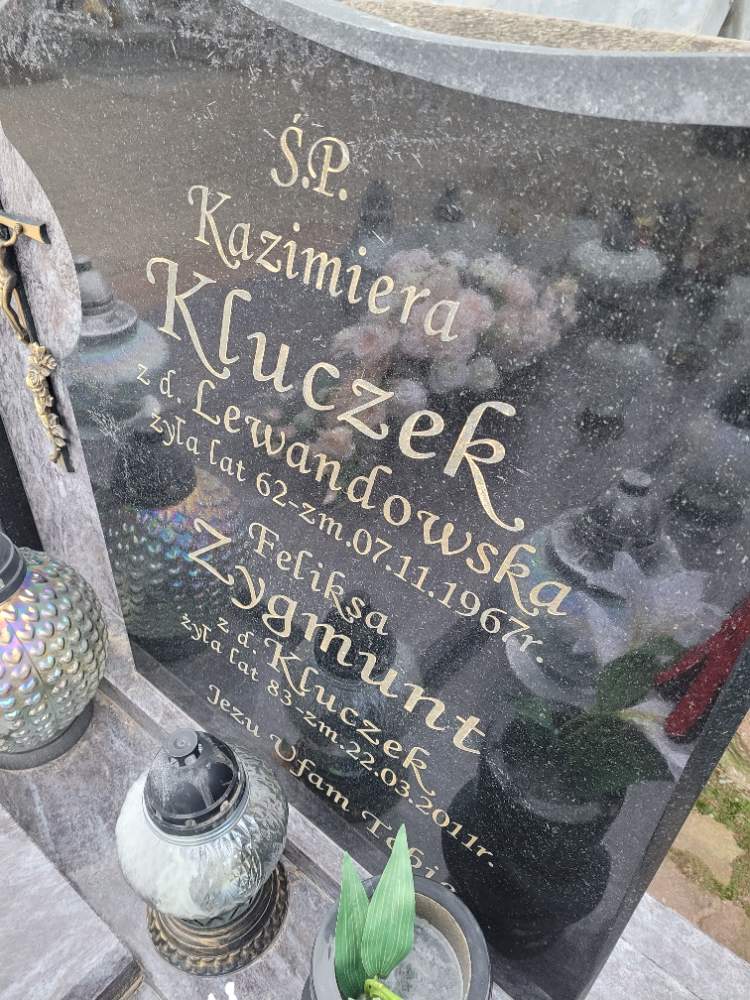 Ś.P.
Kazimiera
Kluczek
z d. Lewandowska
żyła lat 62-zm.07.11.1967r.
Feliksa
Zygmunt
z d. Kluczek
żyła lat 83-zm.22.03.2011r.
Jezu Ufam Tobie